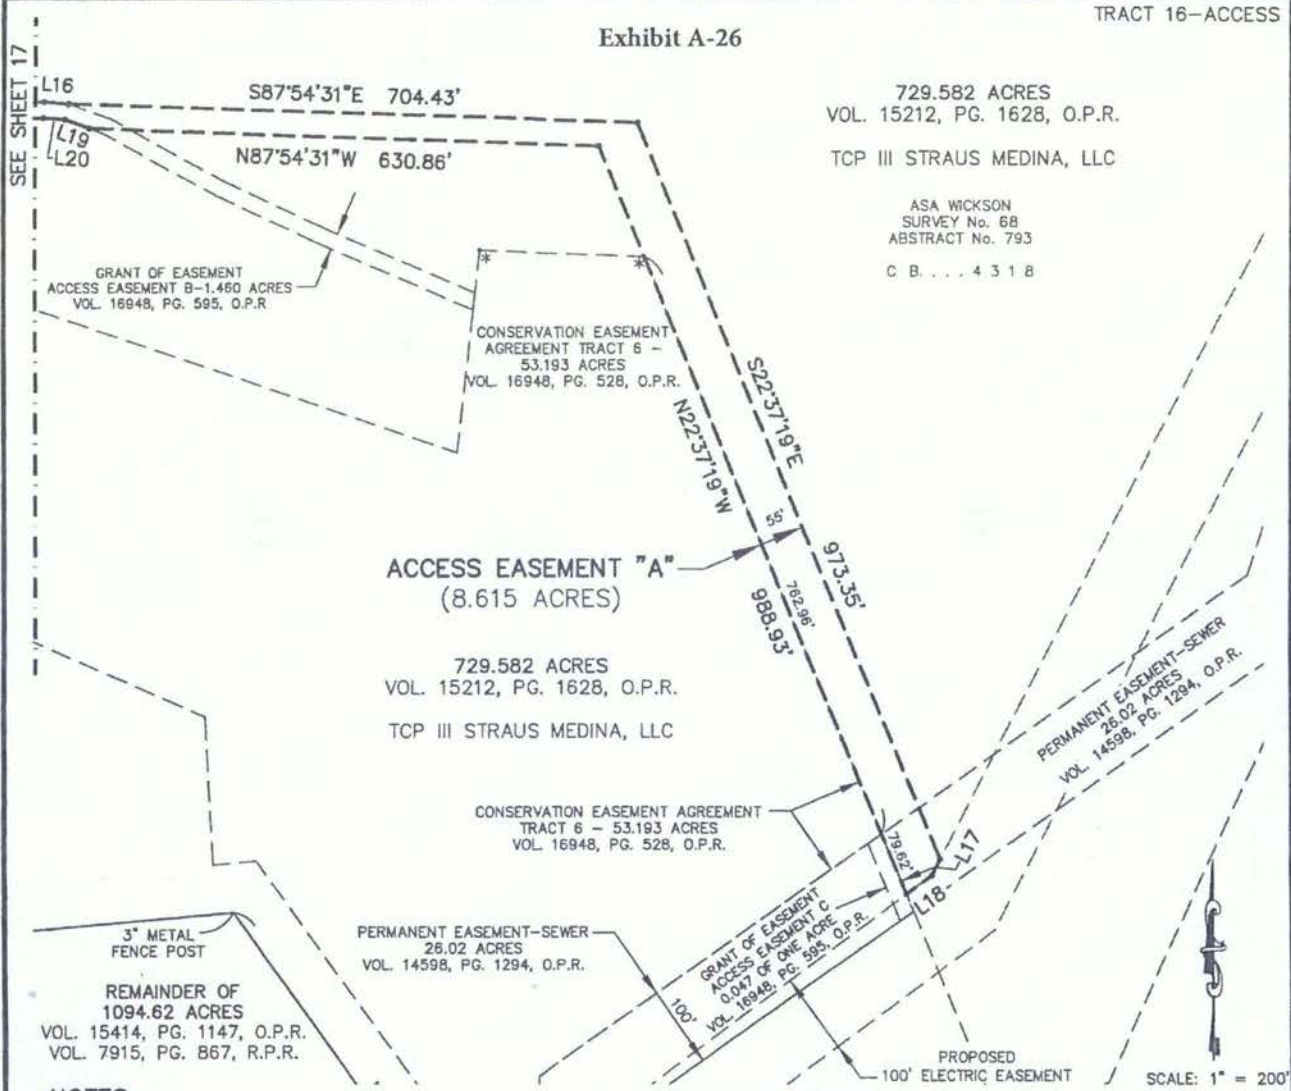 TRACT 16-ACCESS
Exhibit A-26
SEE SHEET 17
L16
S87°54'31"E 704.43'
L19
L20
N87°54'31"W 630.86'
729.582 ACRES
VOL. 15212, PG. 1628, O.P.R.
TCP III STRAUS MEDINA, LLC
ASA WICKSON
SURVEY No. 68
ABSTRACT No. 793
C B. . . . 4 3 1 8
GRANT OF EASEMENT
ACCESS EASEMENT B-1.460 ACRES
VOL. 16948, PG. 595, O.P.R
CONSERVATION EASEMENT
AGREEMENT TRACT 6 -
53.193 ACRES
VOL. 16948, PG. 528, O.P.R.
S22°37'19"E
N22°37'19"W
55'
973.35'
762.96'
988.93'
ACCESS EASEMENT "A"
(8.615 ACRES)
729.582 ACRES
VOL. 15212, PG. 1628, O.P.R.
TCP III STRAUS MEDINA, LLC
PERMANENT EASEMENT-SEWER
26.02 ACRES
VOL. 14598, PG. 1294, O.P.R.
CONSERVATION EASEMENT AGREEMENT
TRACT 6 - 53.193 ACRES
VOL. 16948, PG. 528, O.P.R.
79.62'
L17
L18
GRANT OF EASEMENT
ACCESS EASEMENT C
0.047 OF ONE ACRE
VOL. 16948, PG. 595, O.P.R.
3" METAL
FENCE POST
PERMANENT EASEMENT-SEWER
26.02 ACRES
VOL. 14598, PG. 1294, O.P.R.
100'
REMAINDER OF
1094.62 ACRES
VOL. 15414, PG. 1147, O.P.R.
VOL. 7915, PG. 867, R.P.R.
PROPOSED
100' ELECTRIC EASEMENT
SCALE: 1" = 200'
NOTES